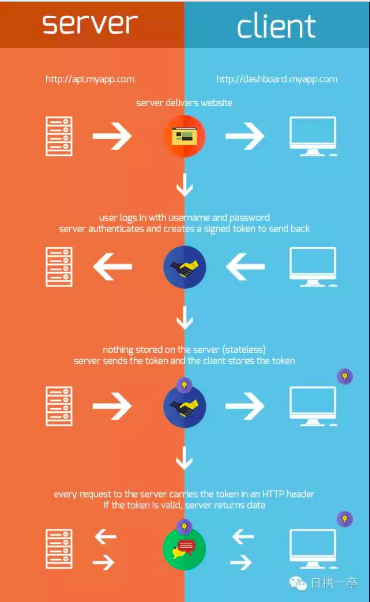 server
client
http://api.myapp.com
http://dashboard.myapp.com
server delivers website
user logs in with username and password
server authenticates and creates a signed token to send back
nothing stored on the server (stateless)
server sends the token and the client stores the token
every request to the server carries the token in an HTTP header
If the token is valid, server returns data
日拱一卒